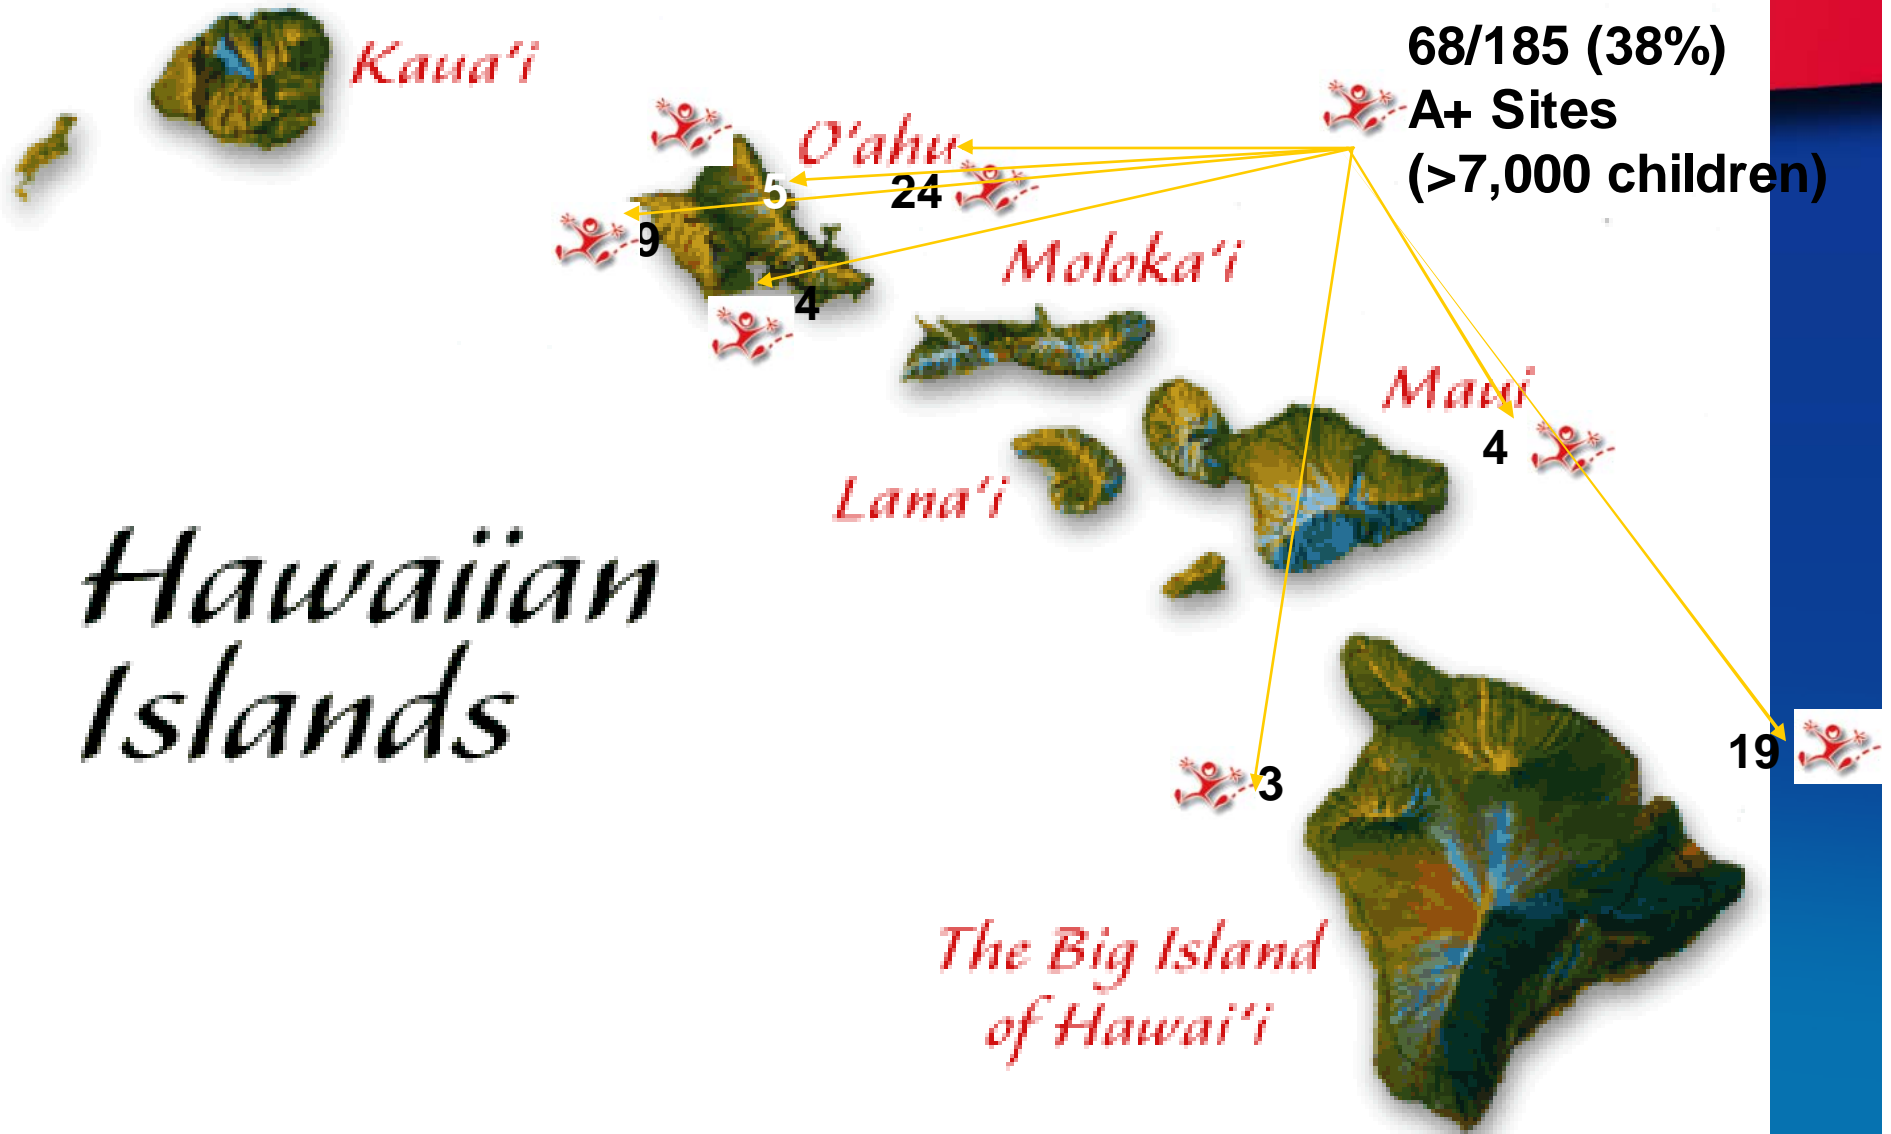 Kaua'i
68/185 (38%)
A+ Sites
(>7,000 children)
O'ahu
5
24
9
4
Moloka'i
Maui
4
Lana'i
Hawaiian
Islands
19
3
The Big Island
of Hawai'i